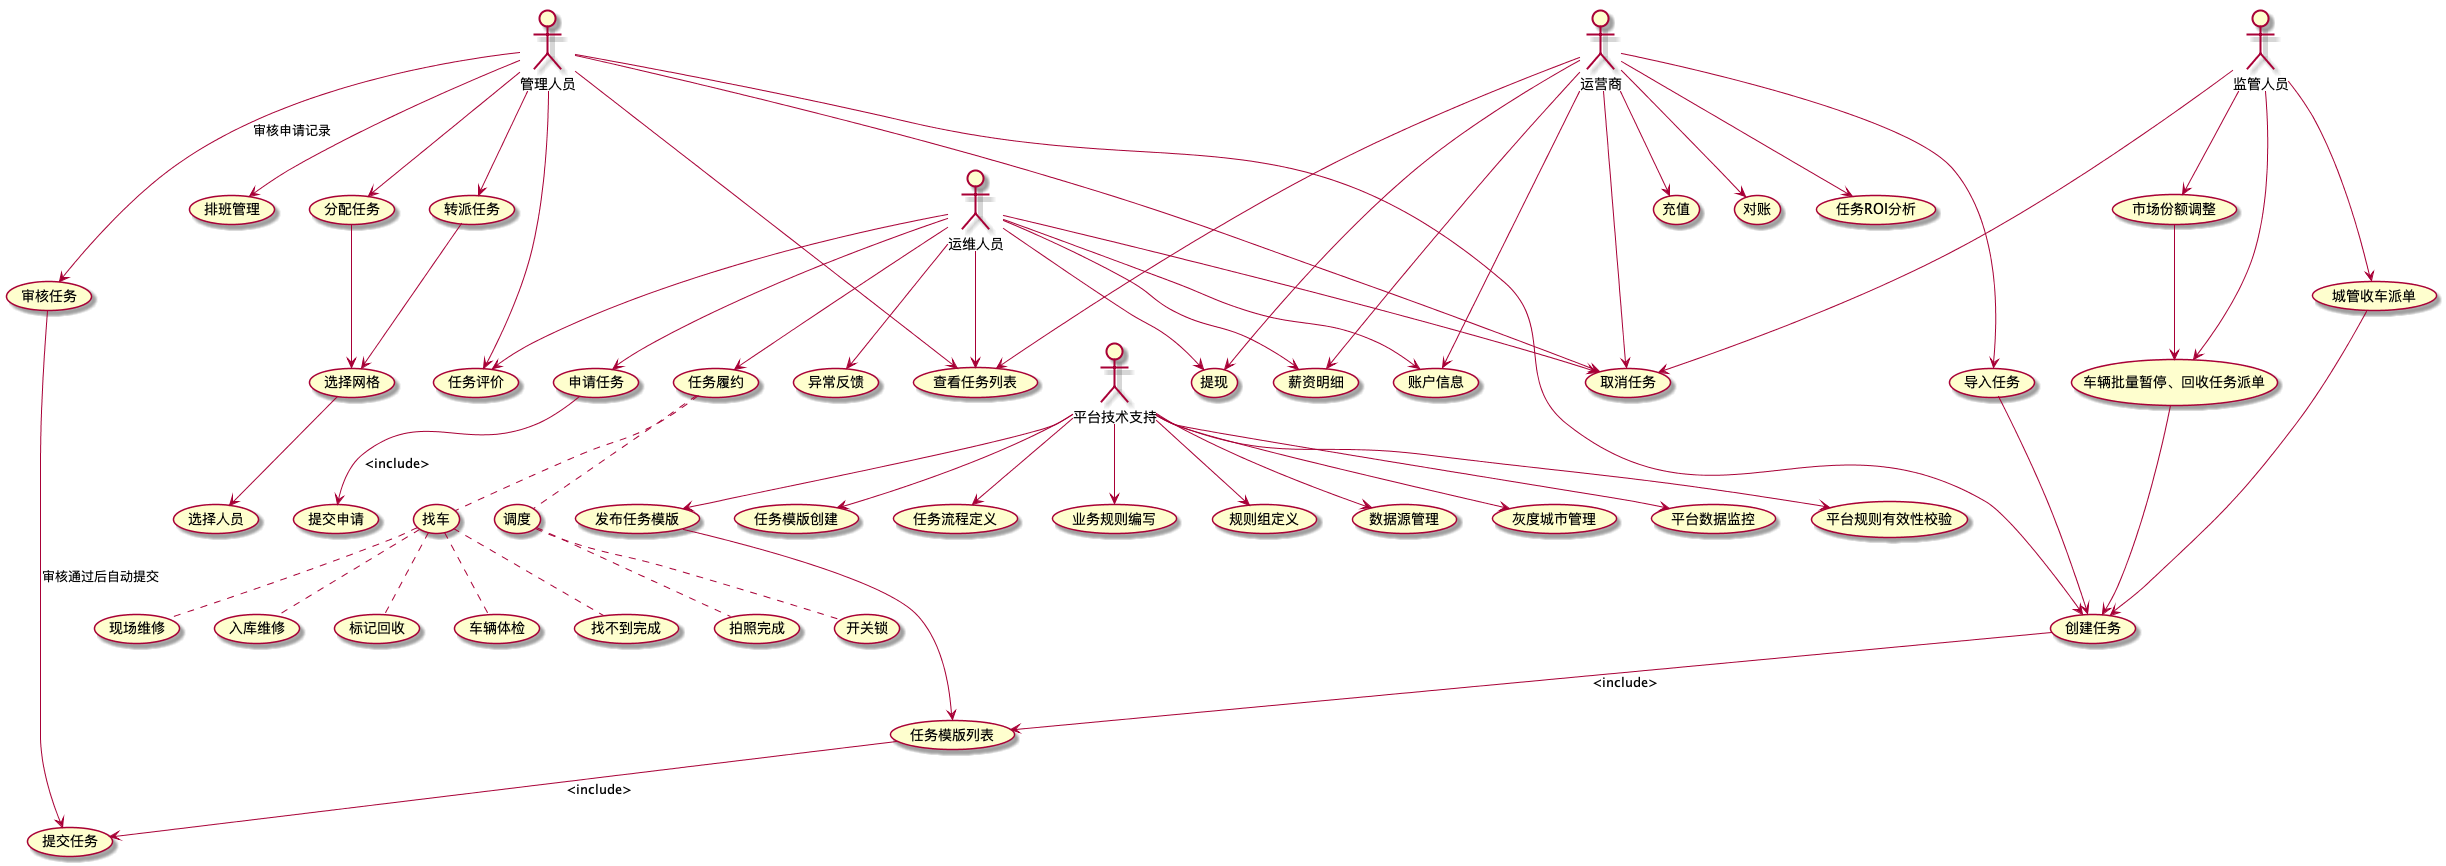 管理人员
运营商
监管人员
审核申请记录
排班管理
分配任务
转派任务
运维人员
充值
对账
任务ROI分析
市场份额调整
审核任务
城管收车派单
选择网格
任务评价
申请任务
任务履约
异常反馈
查看任务列表
提现
薪资明细
账户信息
取消任务
导入任务
车辆批量暂停、回收任务派单
平台技术支持
<include>
选择人员
提交申请
找车
调度
发布任务模版
任务模版创建
任务流程定义
业务规则编写
规则组定义
数据源管理
灰度城市管理
平台数据监控
平台规则有效性校验
审核通过后自动提交
现场维修
入库维修
标记回收
车辆体检
找不到完成
拍照完成
开关锁
创建任务
<include>
任务模版列表
<include>
提交任务